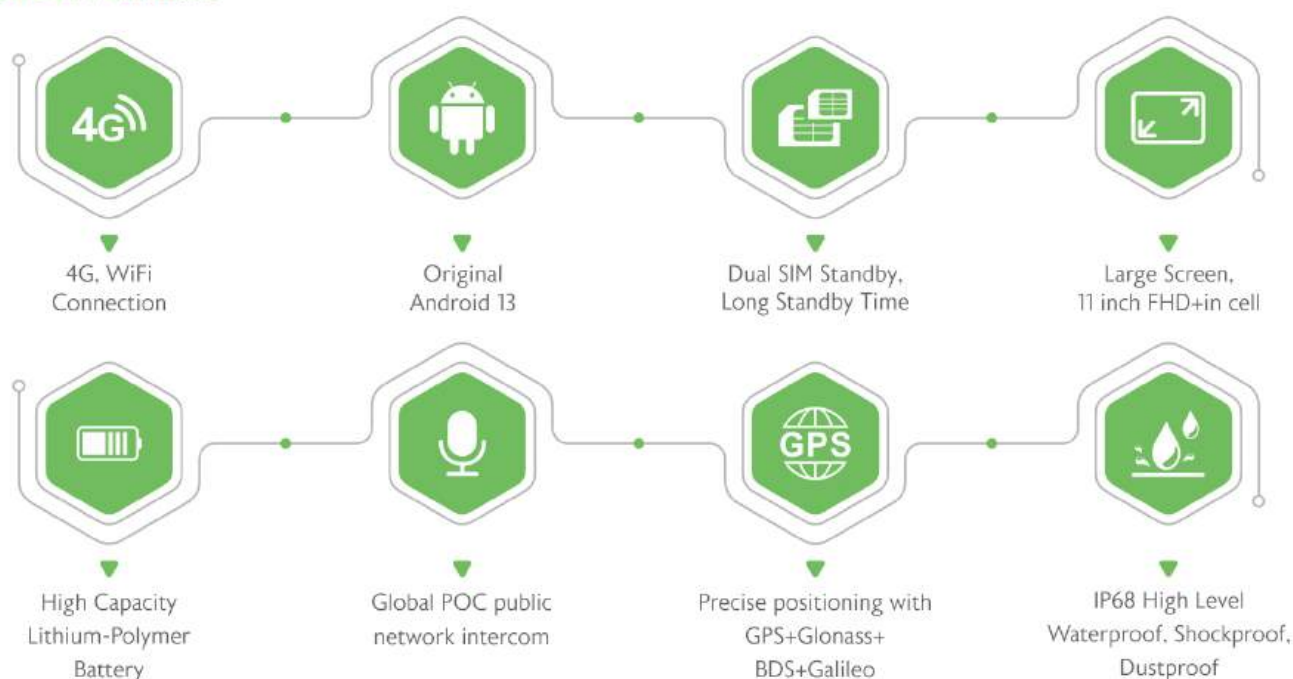 4G
4G, WiFi
Connection
Original
Android 13
Dual SIM Standby,
Long Standby Time
Large Screen,
11 inch FHD+in cell
High Capacity
Lithium-Polymer
Battery
Global POC public
network intercom
GPS
Precise positioning with
GPS+Glonass+
BDS+Galileo
IP68 High Level
Waterproof, Shockproof,
Dustproof